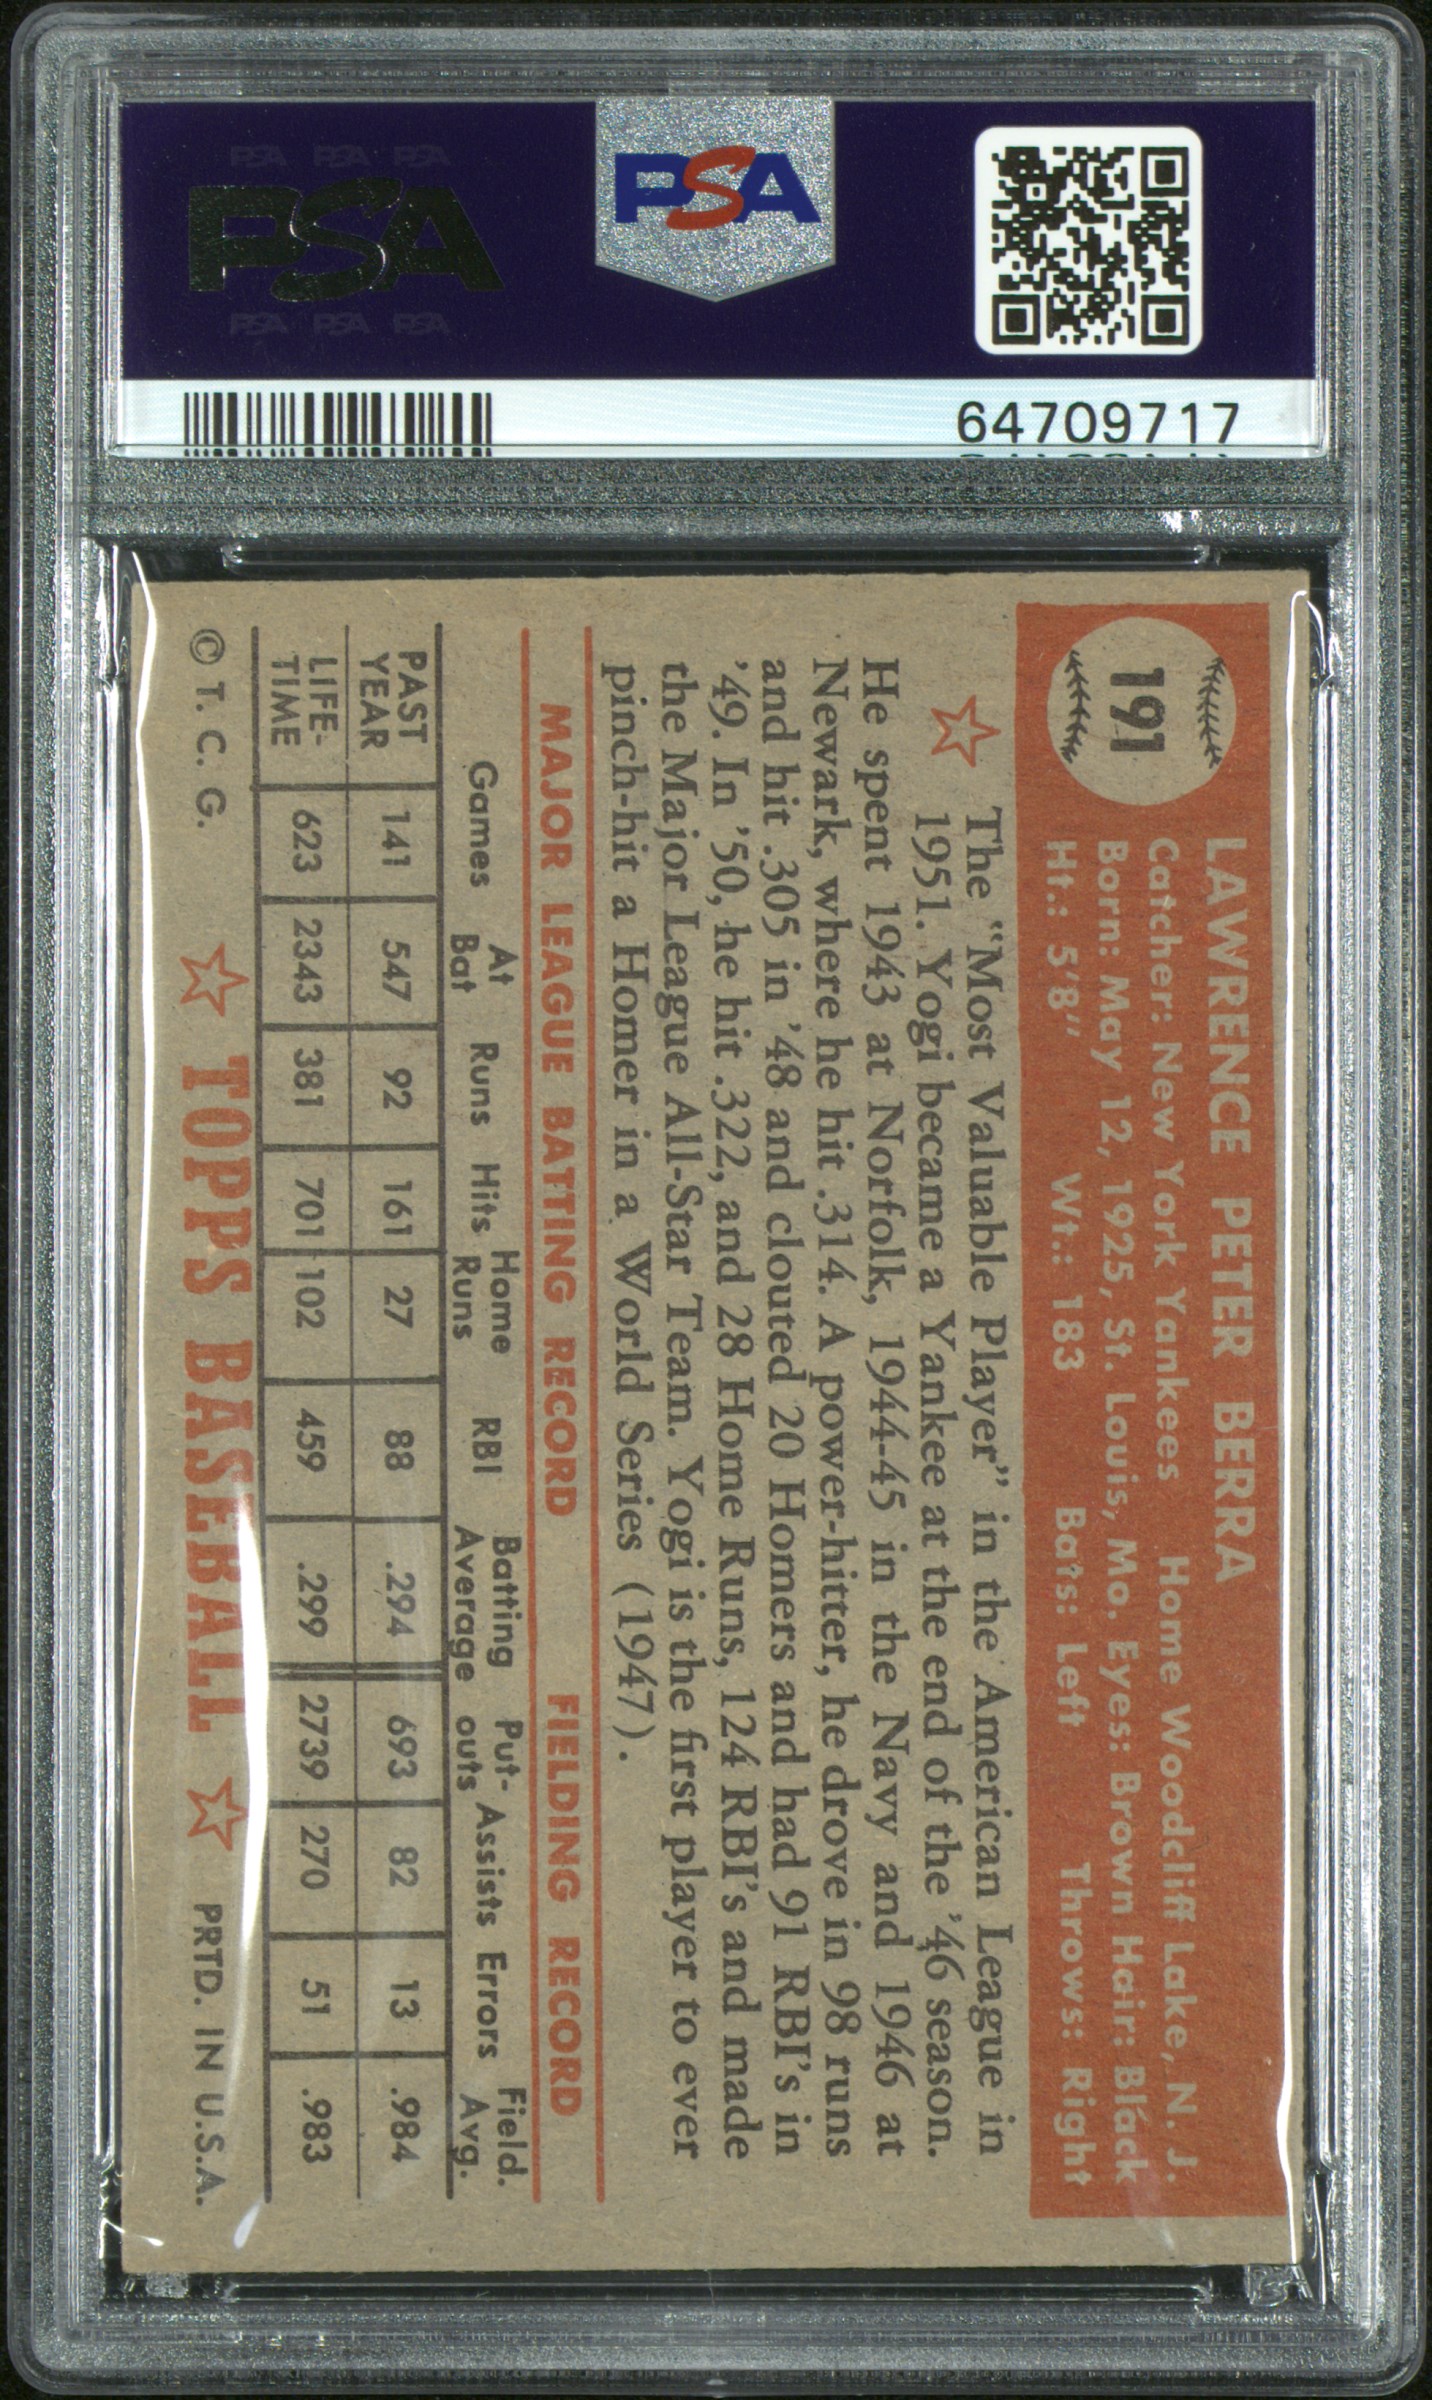 PSA PSA PSA
PSA
PSA PSA PSA
PSA
64709717
191
LAWRENCE PETER BERRA
Catcher: New York Yankees Home Woodcliff Lake, N. J.
Born: May 12, 1925, St. Louis, Mo. Eyes: Brown Hair: Black
Ht.: 5'8" Wt.: 183 Bats: Left Throws: Right
The "Most Valuable Player" in the American League in
1951. Yogi became a Yankee at the end of the '46 season.
He spent 1943 at Norfolk, 1944-45 in the Navy and 1946 at
Newark, where he hit .314. A power-hitter, he drove in 98 runs
and hit .305 in '48 and clouted 20 Homers and had 91 RBI's in
'49. In '50, he hit .322, and 28 Home Runs, 124 RBI's and made
the Major League All-Star Team. Yogi is the first player to ever
pinch-hit a Homer in a World Series (1947).
MAJOR LEAGUE BATTING RECORD FIELDING RECORD
Games At Bat Runs Hits Home Runs RBI Batting Average Put-outs Assists Errors Field. Avg.
PAST YEAR 141 547 92 161 27 88 .294 693 82 13 .984
LIFE-TIME 623 2343 381 701 102 459 .299 2739 270 51 .983
© T. C. G. TOPPS BASEBALL PRTD. IN U.S.A.